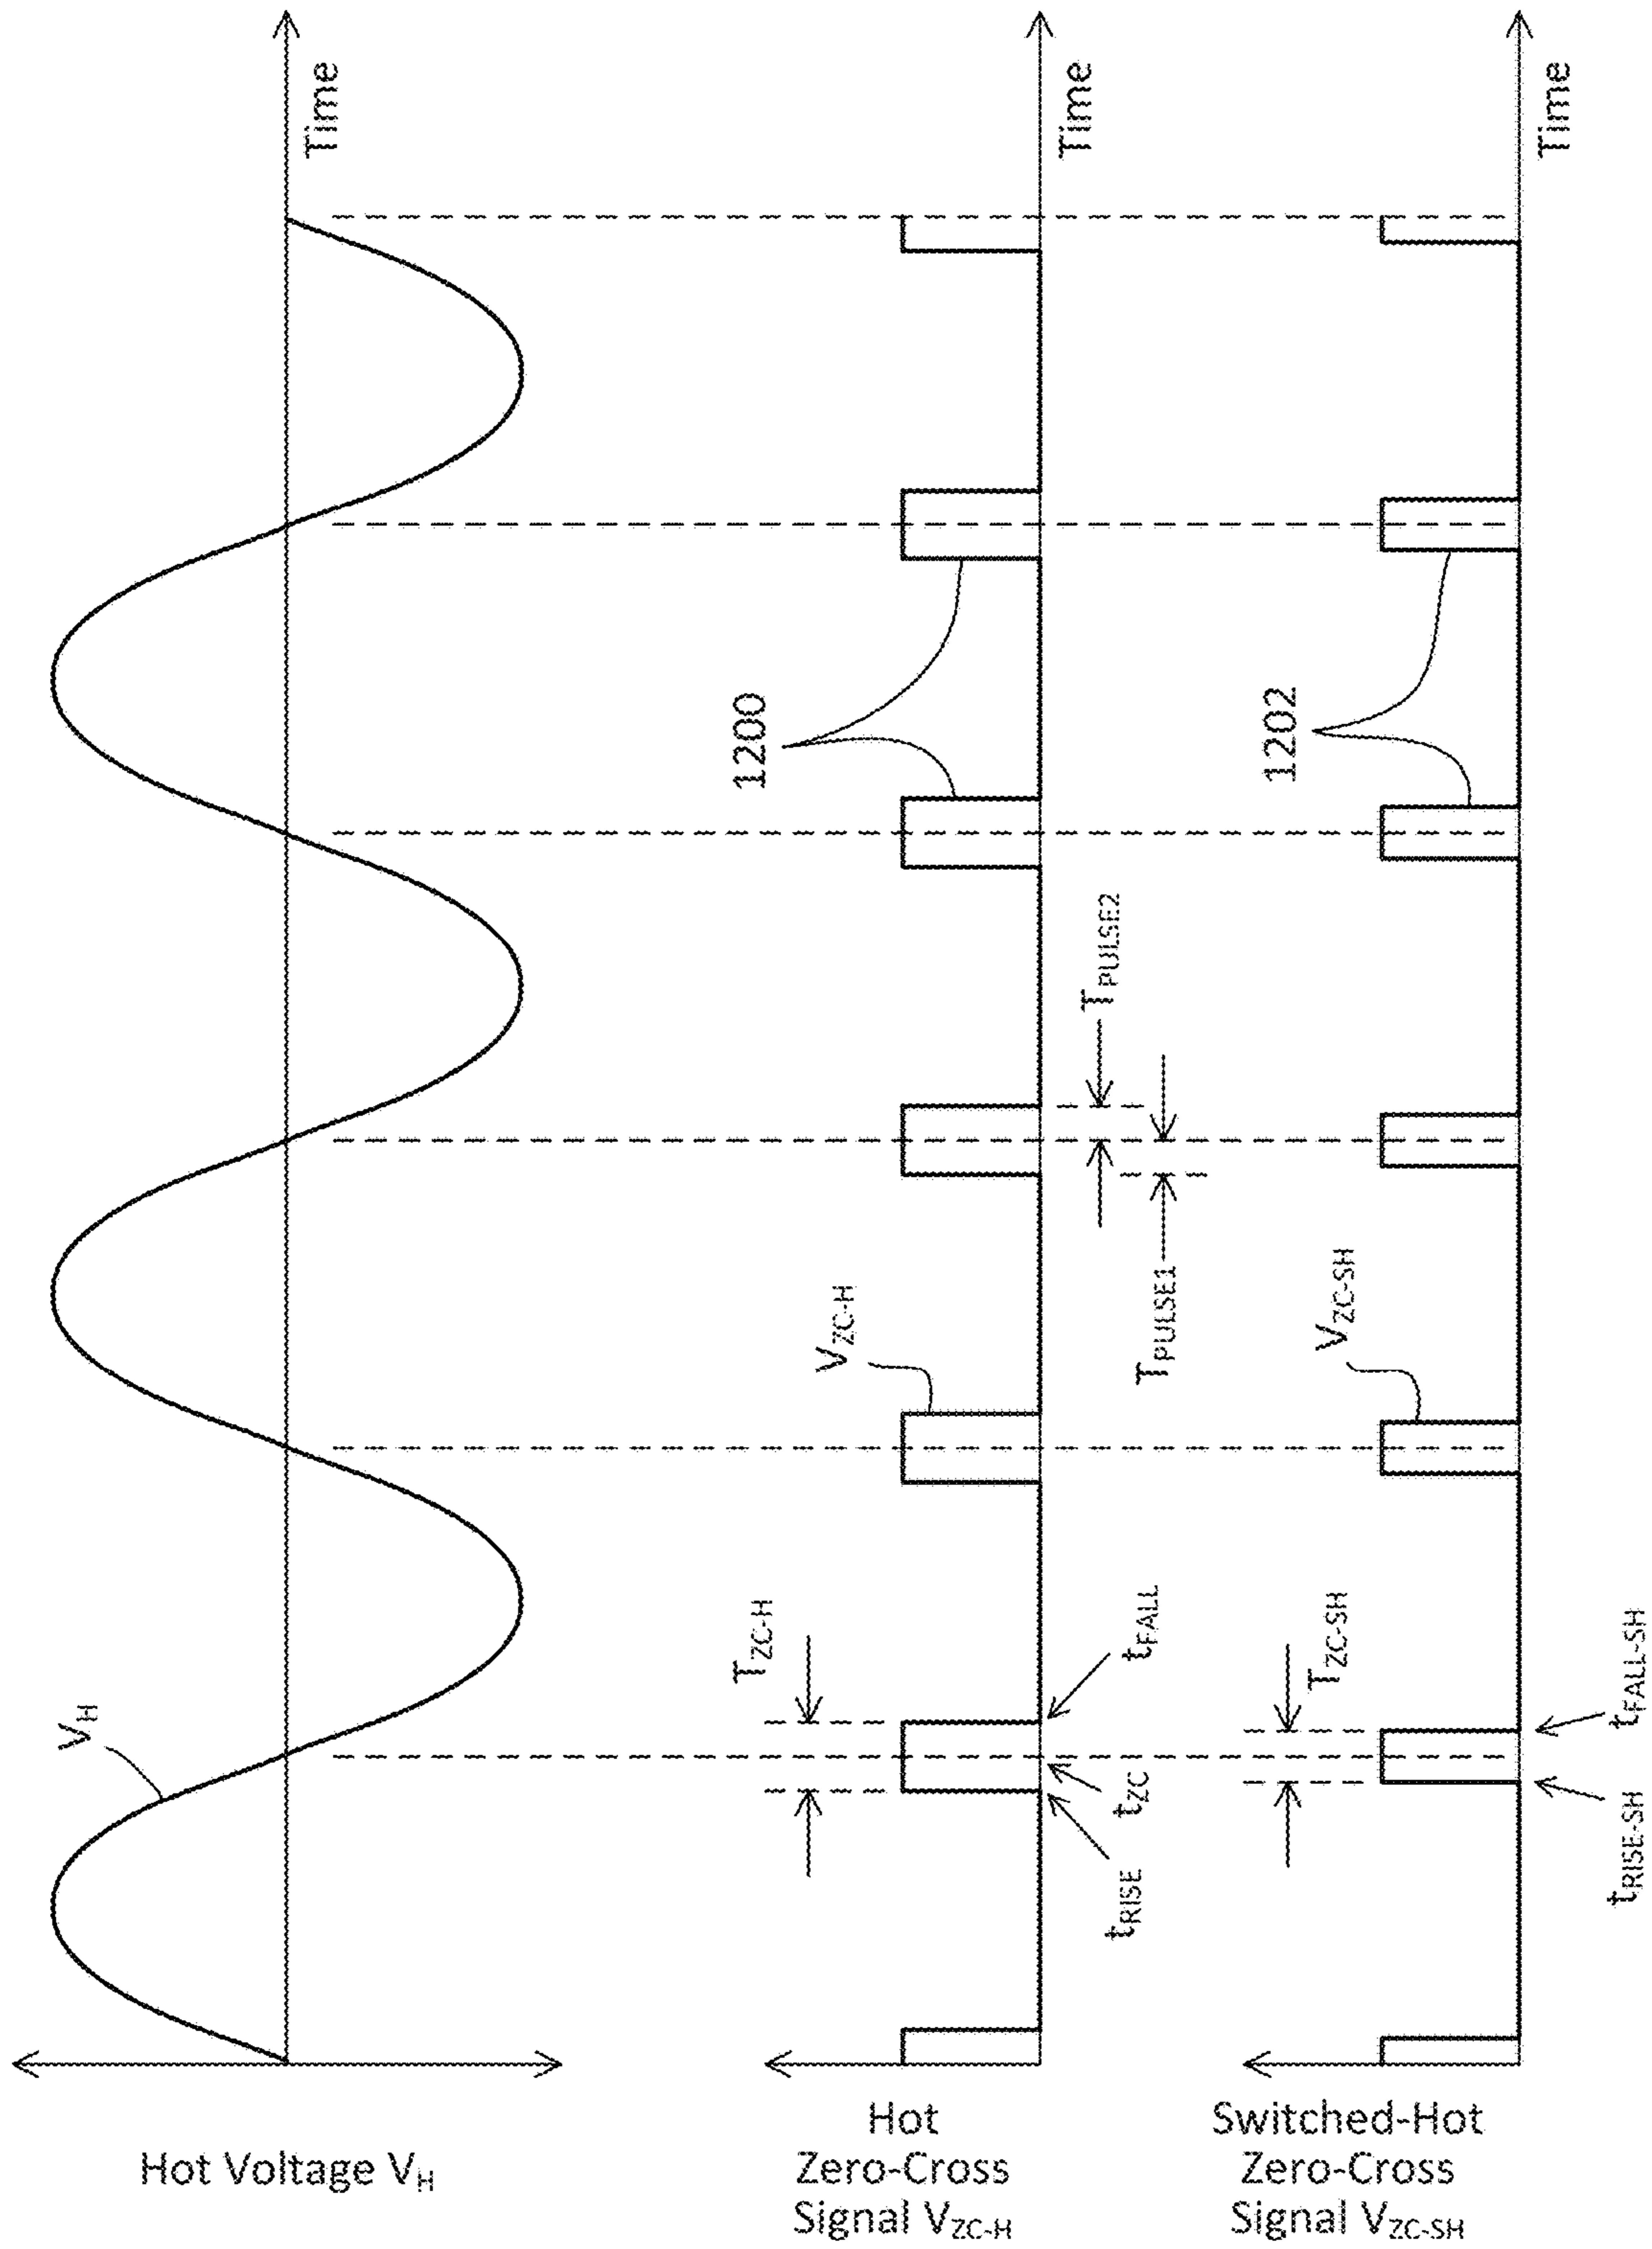 V_H
Time
Hot Voltage V_H
1200
V_ZC-H
T_ZC-H
Time
t_RISE
t_ZC
t_FALL
T_PULSE1
T_PULSE2
Hot
Zero-Cross
Signal V_ZC-H
1202
V_ZC-SH
T_ZC-SH
Time
t_RISE-SH
t_FALL-SH
Switched-Hot
Zero-Cross
Signal V_ZC-SH